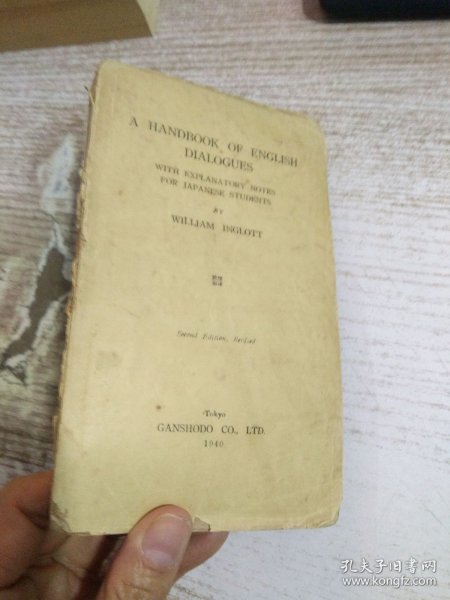 A HANDBOOK OF ENGLISH
DIALOGUES
WITH EXPLANATORY NOTES
FOR JAPANESE STUDENTS
BY
WILLIAM INGLOTT
Second Edition, Revised
Tokyo
GANSHODO CO., LTD.
1940
孔夫子旧书网
www.kongfz.com